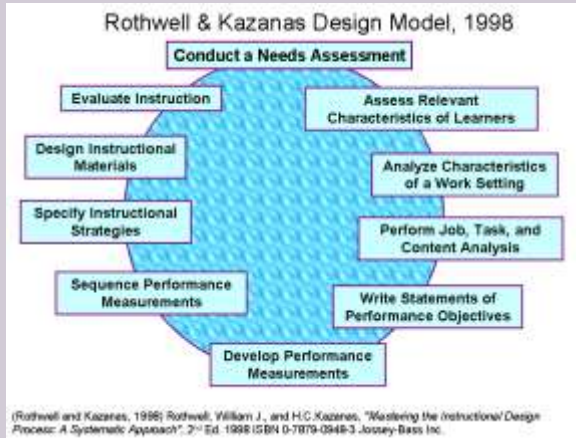 Rothwell & Kazanas Design Model, 1998
Conduct a Needs Assessment
Assess Relevant
Characteristics of Learners
Analyze Characteristics
of a Work Setting
Perform Job, Task, and
Content Analysis
Write Statements of
Performance Objectives
Develop Performance
Measurements
Sequence Performance
Measurements
Specify Instructional
Strategies
Design Instructional
Materials
Evaluate Instruction
(Rothwell and Kazanas, 1998) Rothwell, William J., and H.C.Kazanas, "Mastering the Instructional Design
Process: A Systematic Approach". 2nd Ed. 1998 ISBN 0-7879-0948-3 Jossey-Bass Inc.